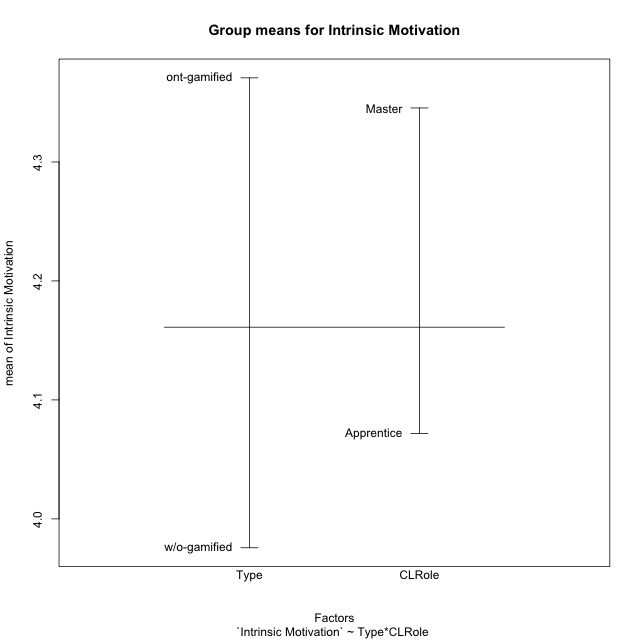 Group means for Intrinsic Motivation
ont-gamified
Master
4.3
4.2
mean of Intrinsic Motivation
4.1
Apprentice
4.0
w/o-gamified
Type CLRole
Factors
`Intrinsic Motivation` ~ Type*CLRole